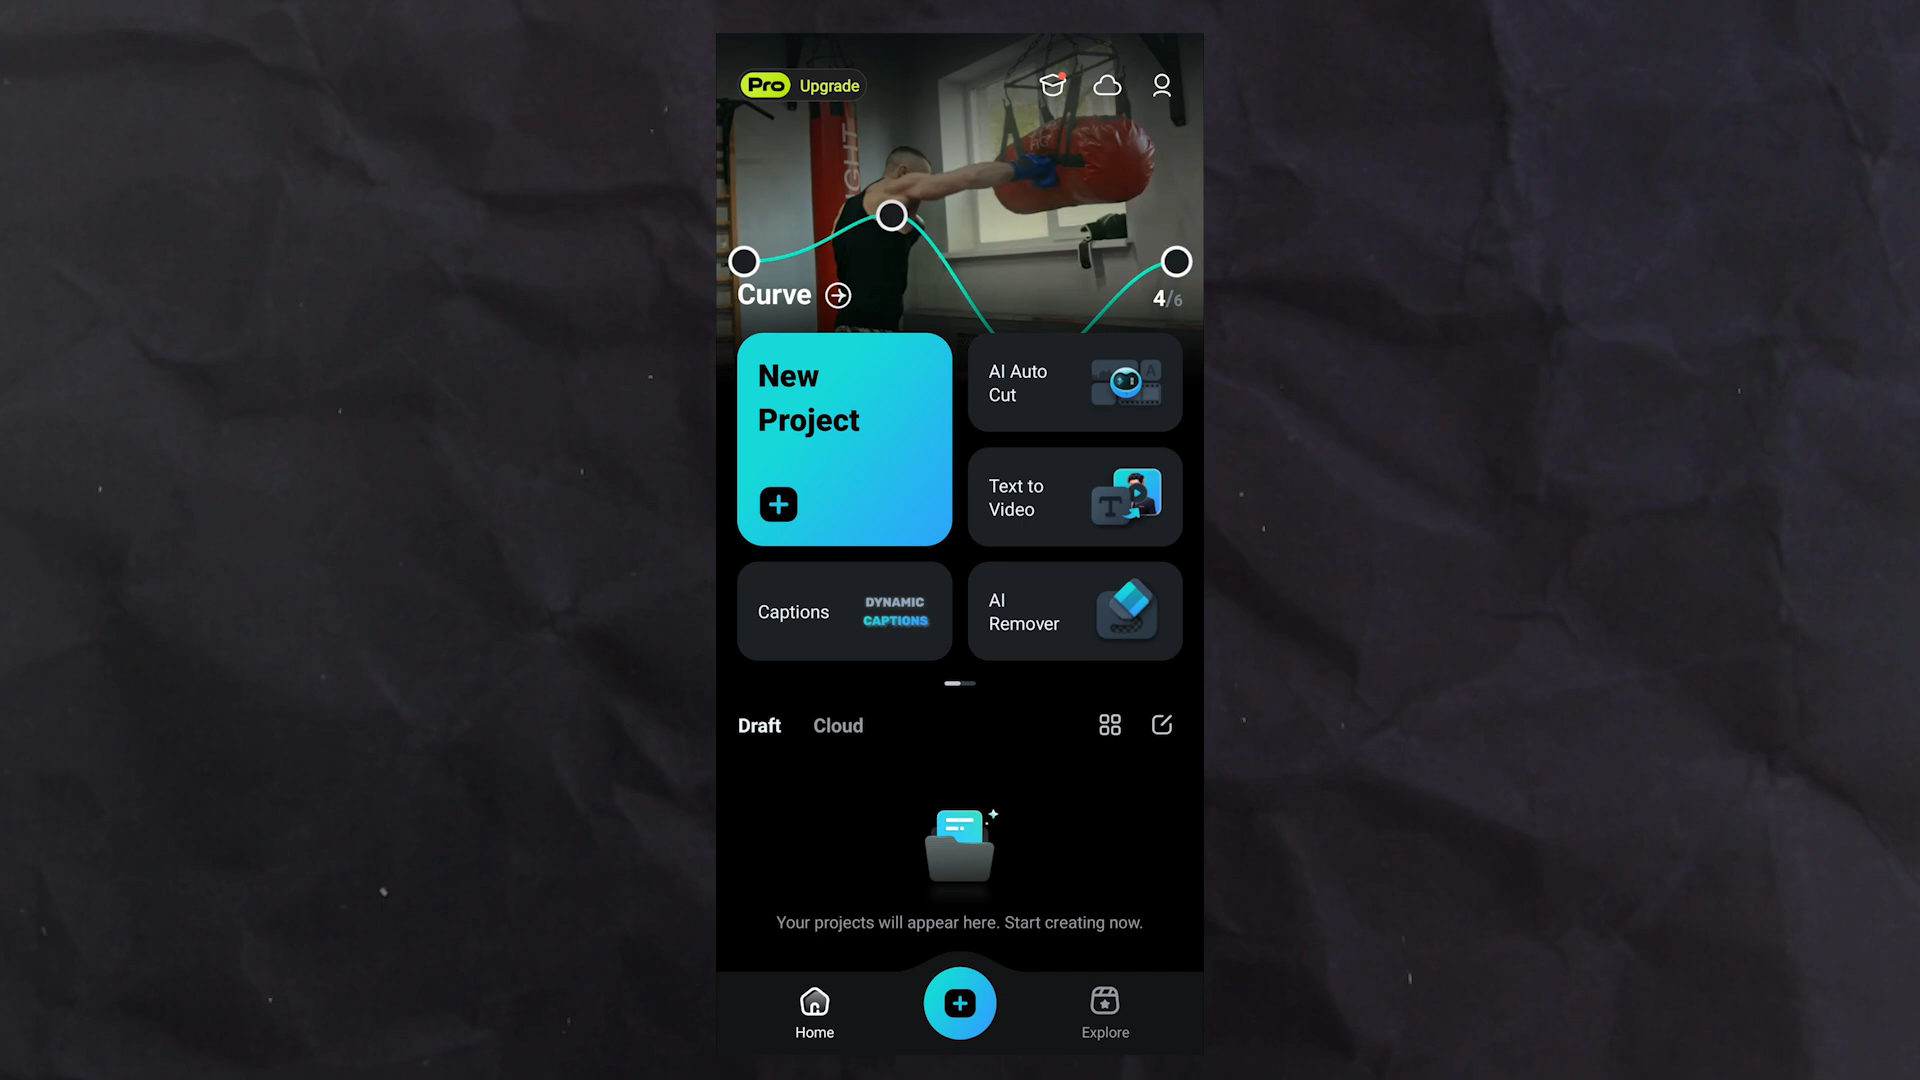 Pro Upgrade
IGHT
Curve
4/6
New
Project
AI Auto
Cut
A
Text to
Video
T
Captions
DYNAMIC
CAPTIONS
AI
Remover
Draft
Cloud
Your projects will appear here. Start creating now.
Home
Explore